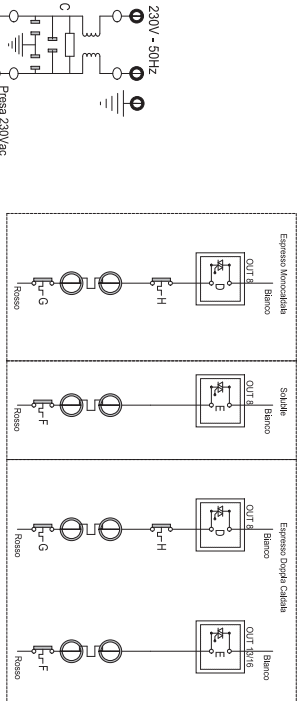 230V - 50Hz
C
Presa 230Vac
Espresso Monocaldaia
Bianco
OUT 8
D
H
G
Rosso
Solubile
Bianco
OUT 8
E
F
Rosso
Espresso Doppia Caldaia
Bianco
OUT 8
D
H
G
Rosso
Bianco
OUT 13/16
E
F
Rosso